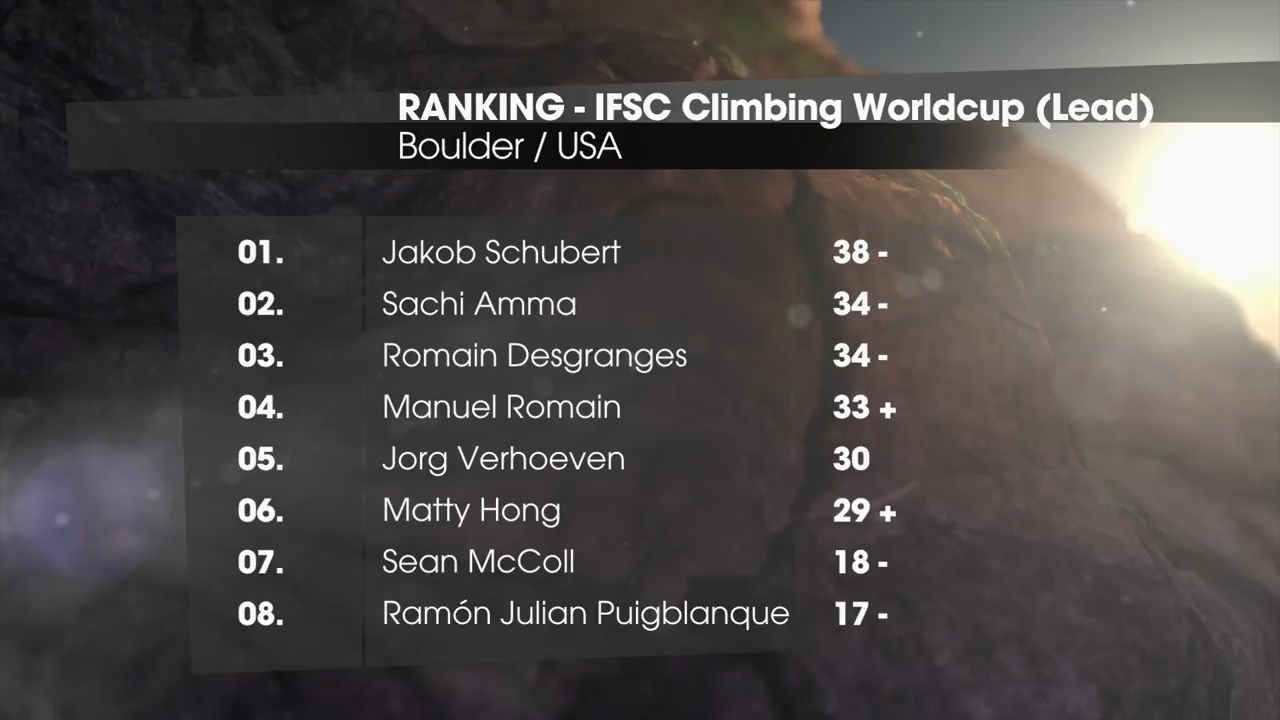 RANKING - IFSC Climbing Worldcup (Lead)
Boulder / USA
01. Jakob Schubert 38 -
02. Sachi Amma 34 -
03. Romain Desgranges 34 -
04. Manuel Romain 33 +
05. Jorg Verhoeven 30
06. Matty Hong 29 +
07. Sean McColl 18 -
08. Ramón Julian Puigblanque 17 -